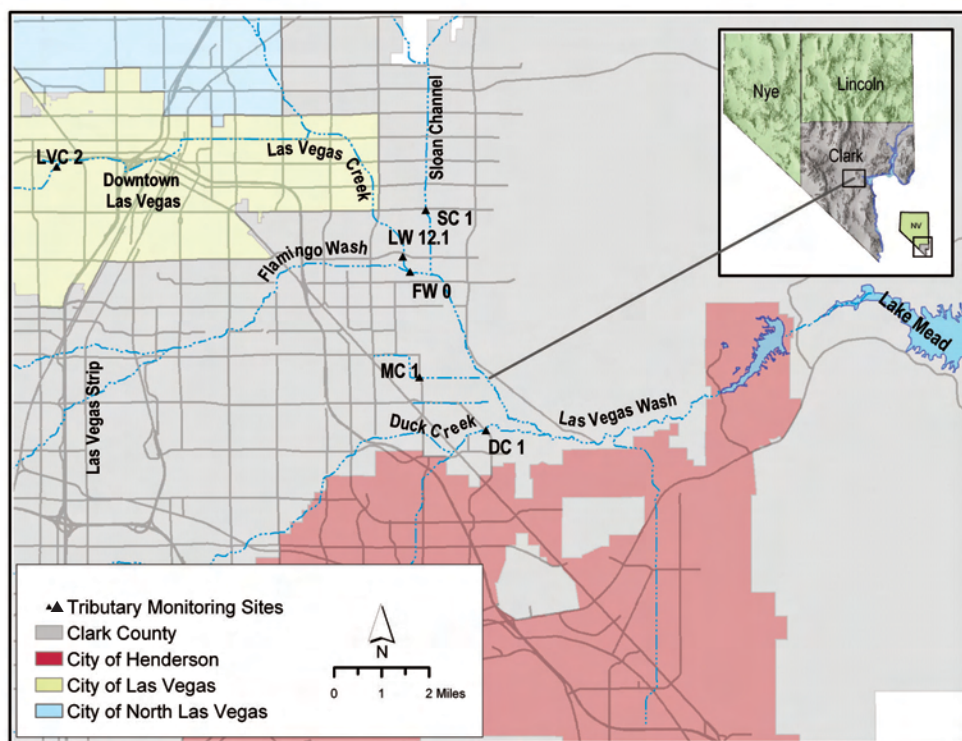 Nye
Lincoln
Clark
NV
Sloan Channel
Las Vegas Creek
LVC 2
Downtown
Las Vegas
SC 1
LW 12.1
Flamingo Wash
FW 0
Lake Mead
Las Vegas Strip
MC 1
Las Vegas Wash
Duck Creek
DC 1
Tributary Monitoring Sites
Clark County
City of Henderson
City of Las Vegas
City of North Las Vegas
N
0 1 2 Miles